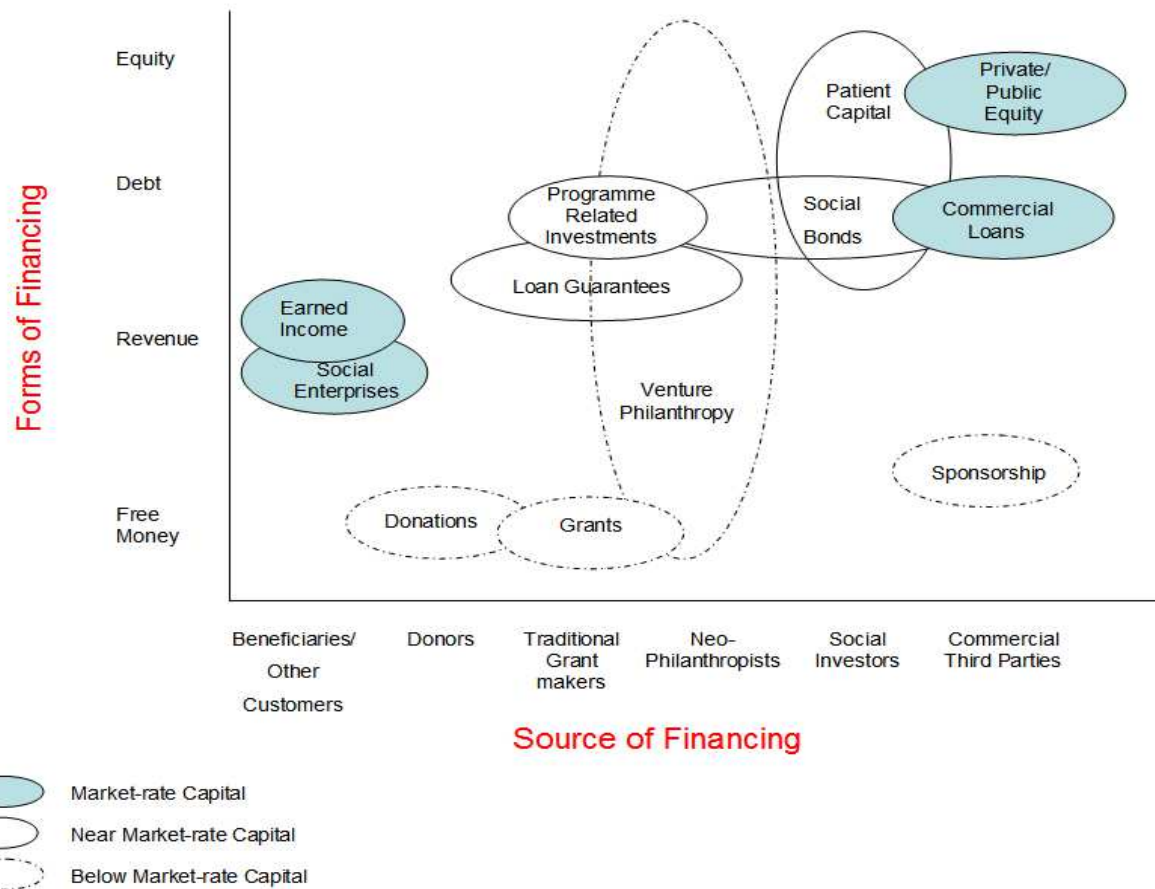 Equity
Private/
Public
Equity
Patient
Capital
Debt
Programme
Related
Investments
Social
Bonds
Commercial
Loans
Loan Guarantees
Earned
Income
Revenue
Social
Enterprises
Venture
Philanthropy
Sponsorship
Free
Money
Donations
Grants
Forms of Financing
Beneficiaries/
Other
Customers
Donors
Traditional
Grant
makers
Neo-
Philanthropists
Social
Investors
Commercial
Third Parties
Source of Financing
Market-rate Capital
Near Market-rate Capital
Below Market-rate Capital